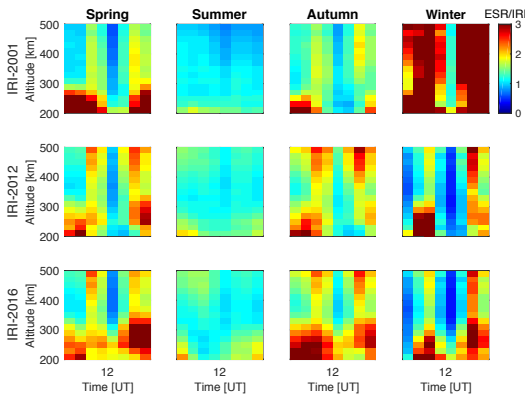 Spring Summer Autumn Winter ESR/IRI
IRI-2001
Altitude [km]
500
400
300
200
3
2
1
0
IRI-2012
Altitude [km]
500
400
300
200
IRI-2016
Altitude [km]
500
400
300
200
12 12 12 12
Time [UT] Time [UT] Time [UT] Time [UT]